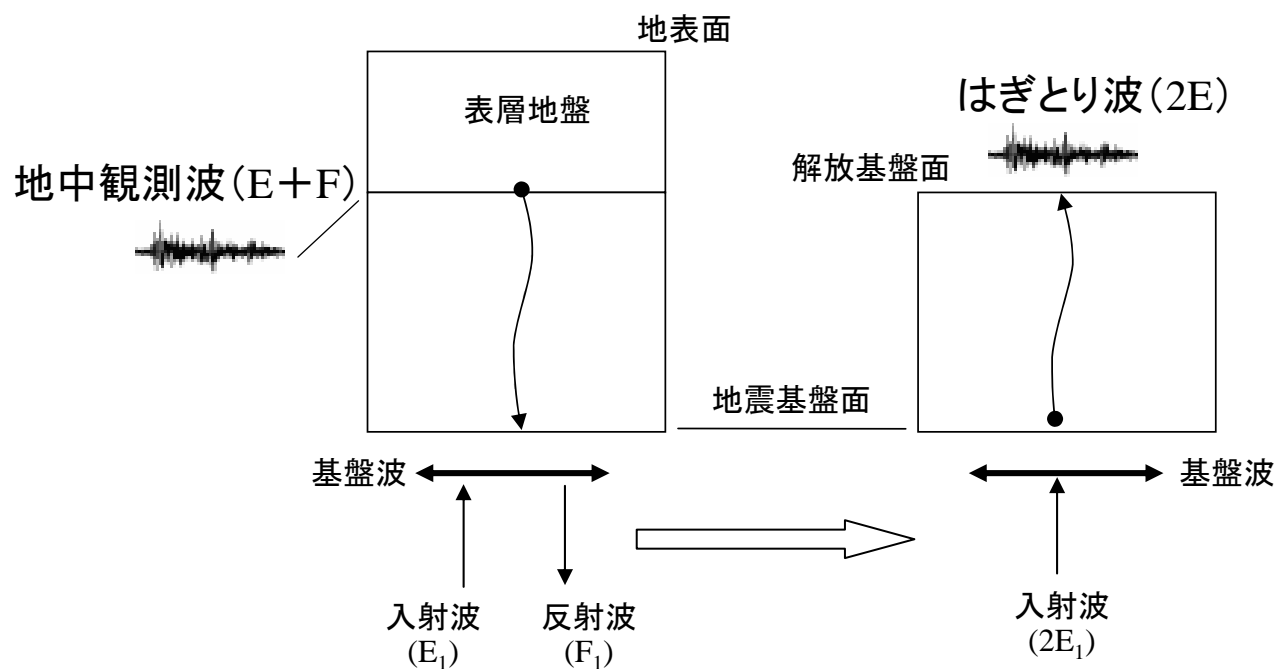 地表面
表層地盤
はぎとり波(2E)
地中観測波(E+F)
解放基盤面
地震基盤面
基盤波
基盤波
入射波
(E₁)
反射波
(F₁)
入射波
(2E₁)